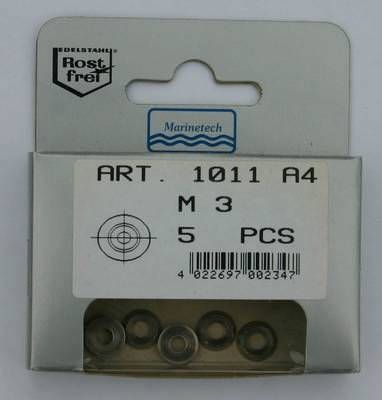 EDELSTAHL®
Rost
frei
Marinetech
ART. 1011 A4
M 3
5 PCS
4 022697 002347